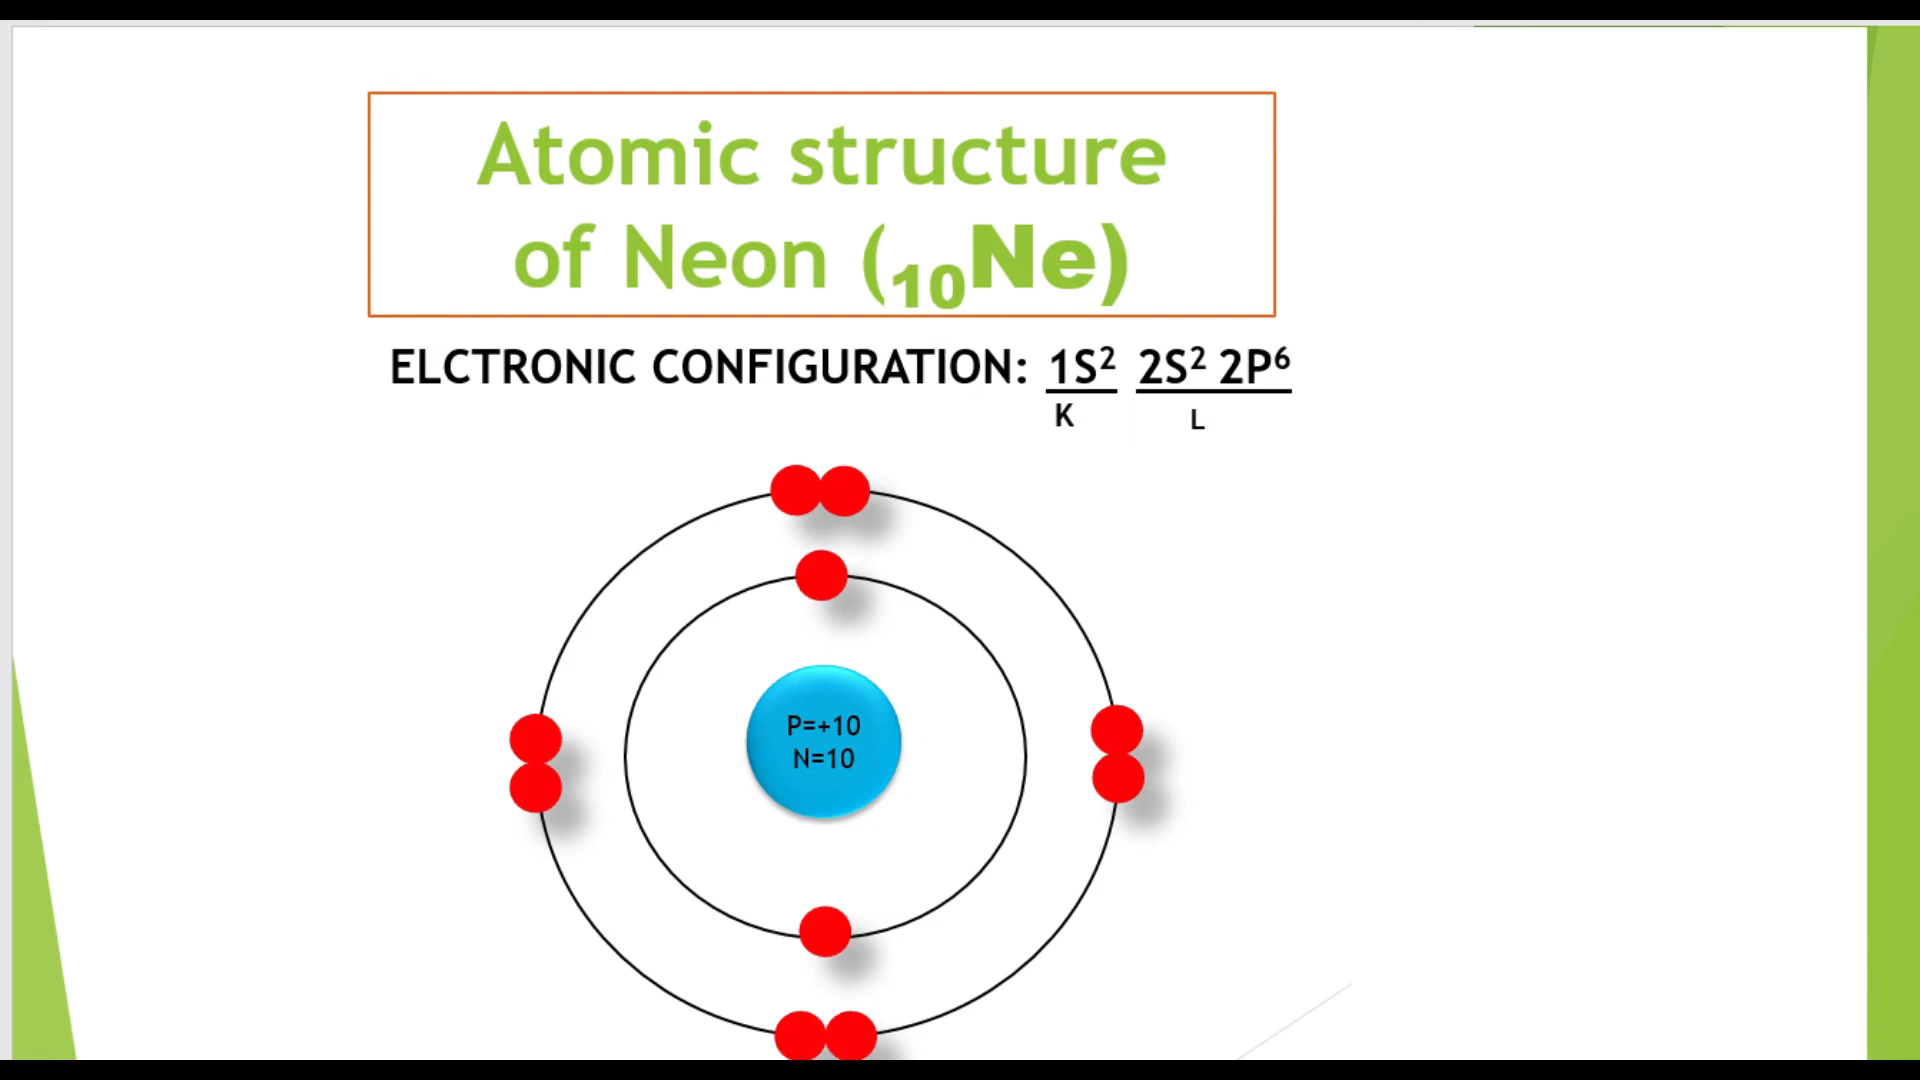 Atomic structure
of Neon (₁₀Ne)
ELCTRONIC CONFIGURATION: 1S² 2S² 2P⁶
K L
P=+10
N=10